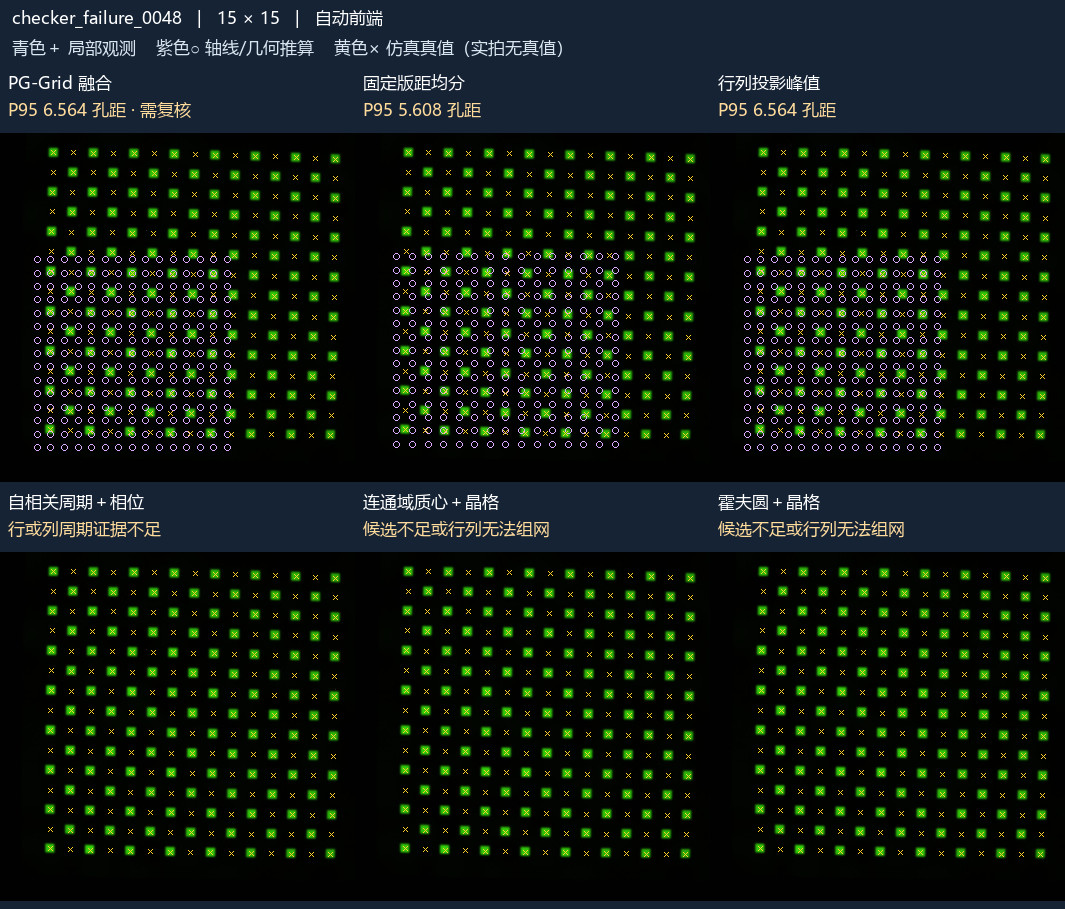 checker_failure_0048 | 15 × 15 | 自动前端
青色+ 局部观测 紫色○ 轴线/几何推算 黄色× 仿真真值（实拍无真值）
PG-Grid 融合 固定版距均分 行列投影峰值
P95 6.564 孔距 · 需复核 P95 5.608 孔距 P95 6.564 孔距
自相关周期 + 相位 连通域质心 + 晶格 霍夫圆 + 晶格
行或列周期证据不足 候选不足或行列无法组网 候选不足或行列无法组网